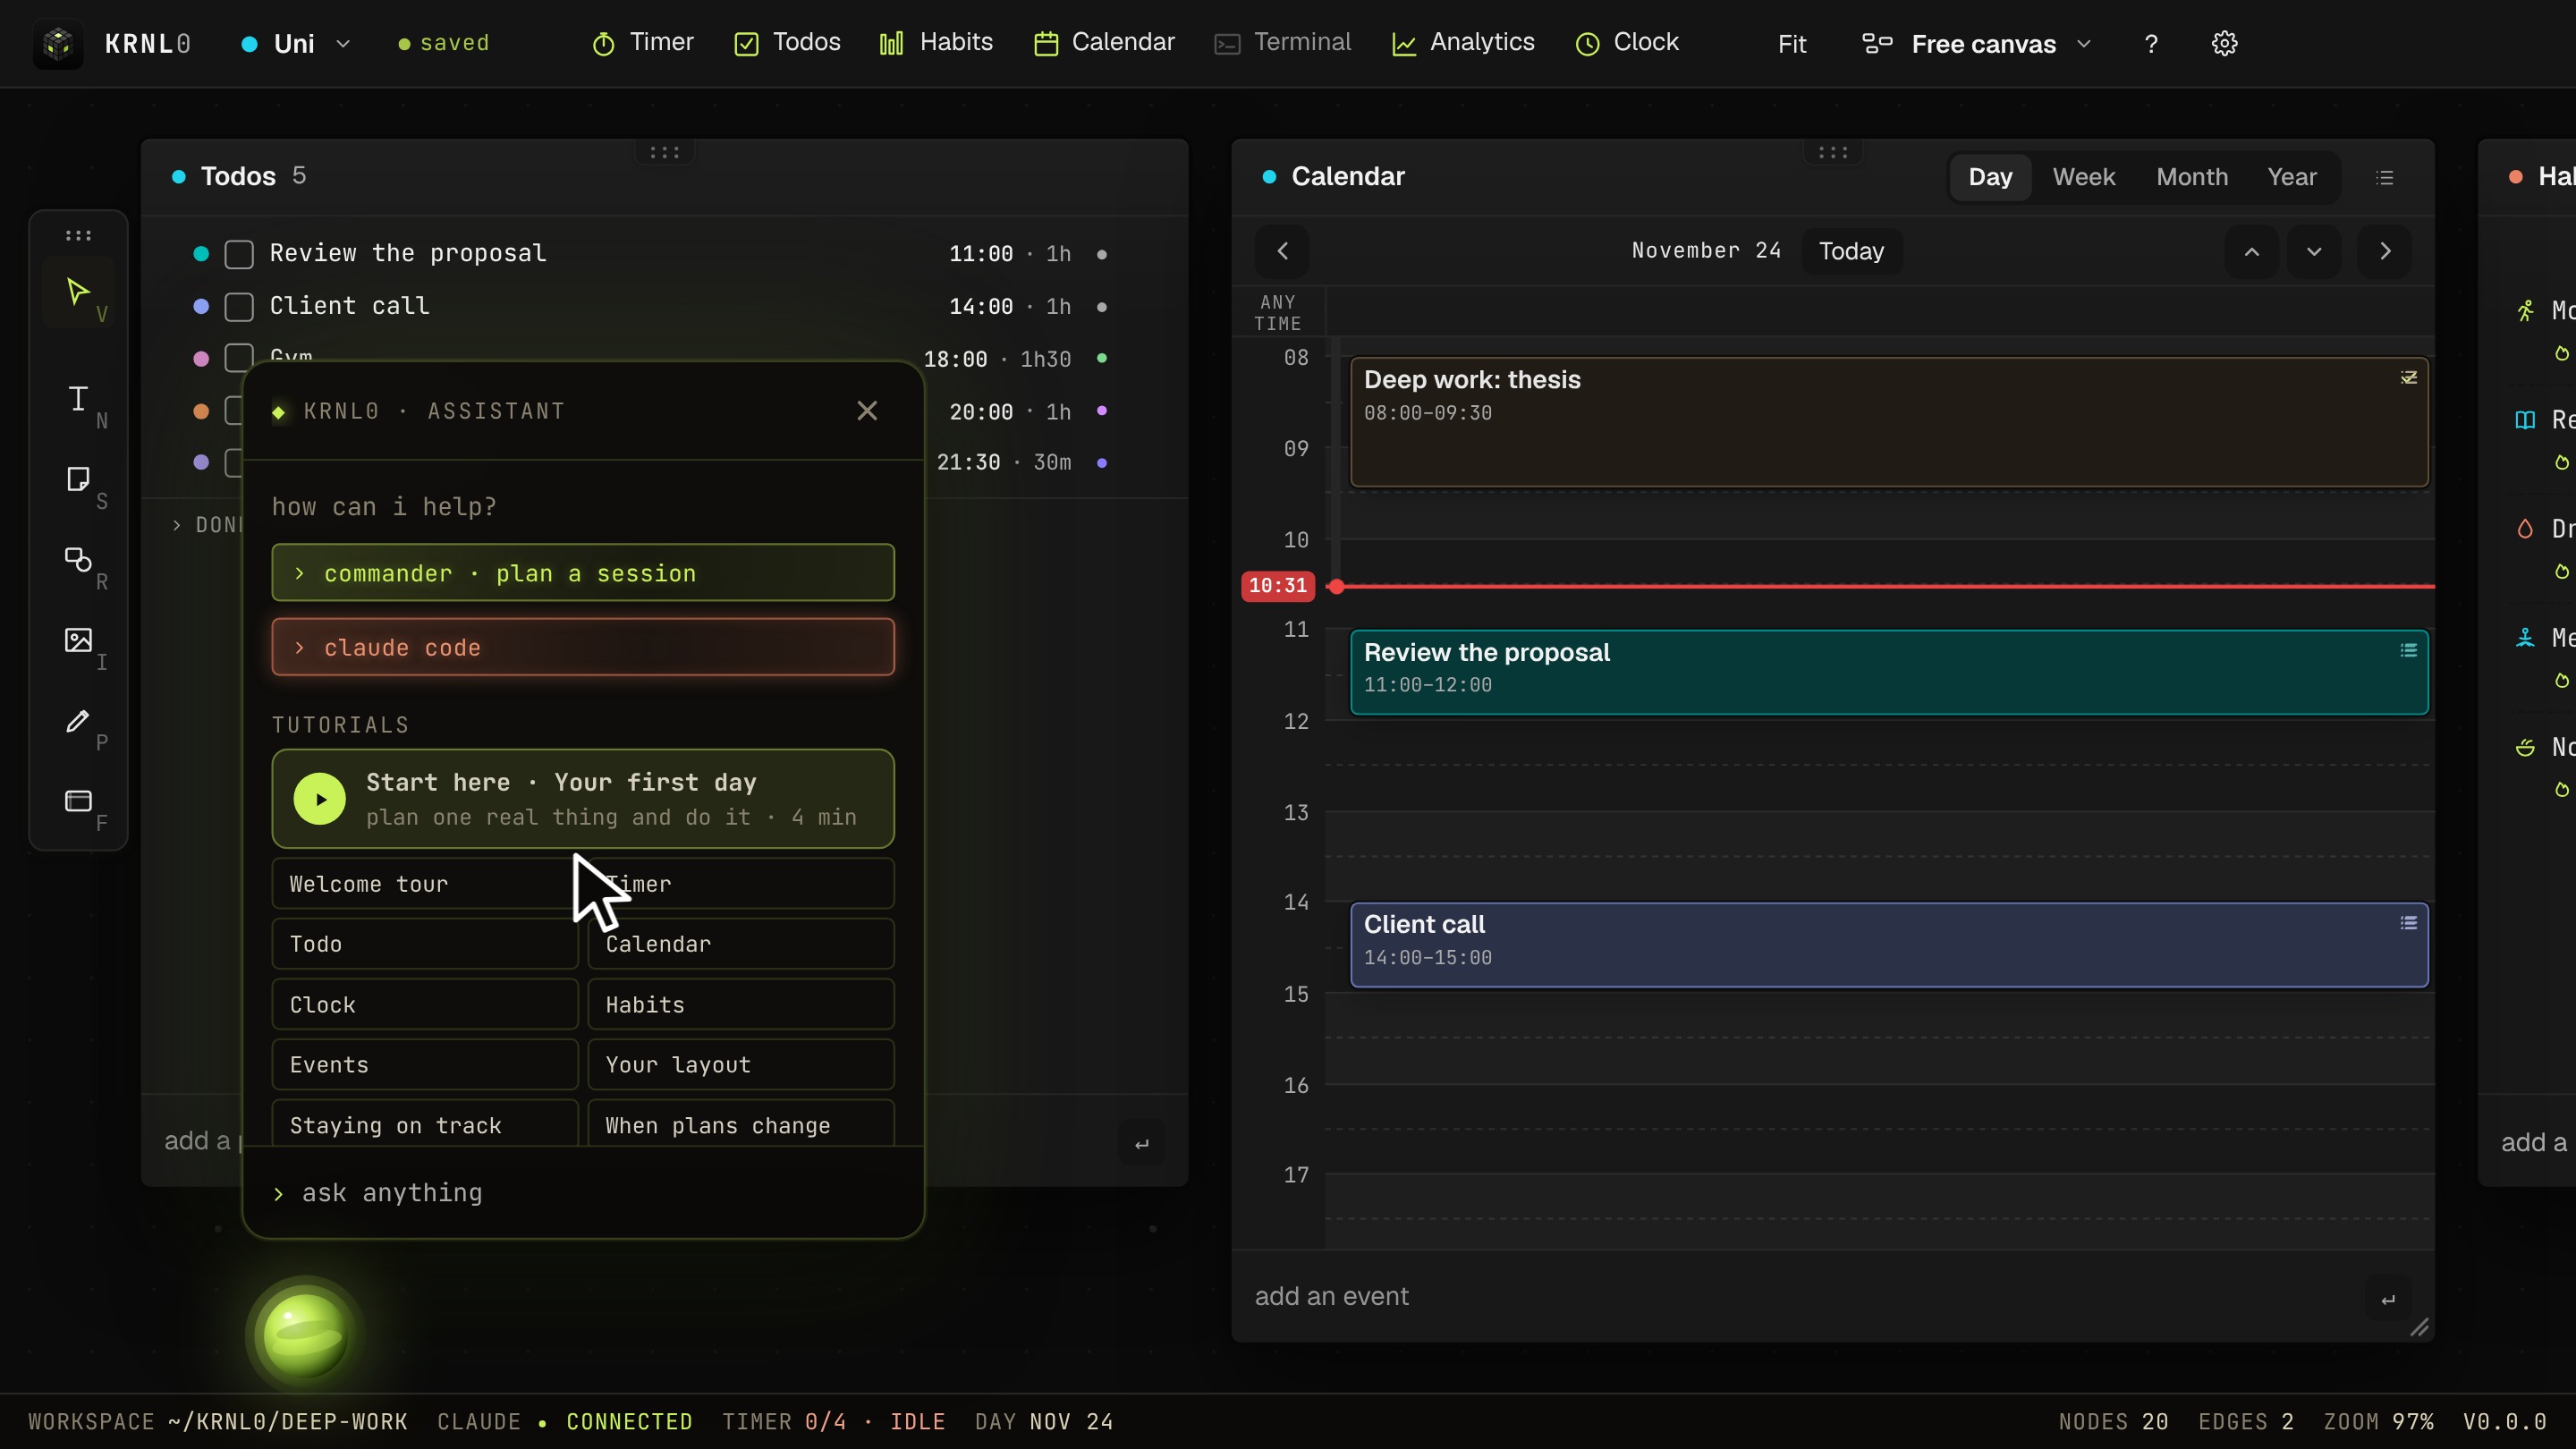 KRNL0
Uni
saved
Timer
Todos
Habits
Calendar
Terminal
Analytics
Clock
Fit
Free canvas
?
V
N
S
R
I
P
F
Todos 5
Review the proposal 11:00 · 1h
Client call 14:00 · 1h
Gym 18:00 · 1h30
20:00 · 1h
21:30 · 30m
add a
KRNL0 · ASSISTANT
how can i help?
commander · plan a session
claude code
TUTORIALS
Start here · Your first day
plan one real thing and do it · 4 min
Welcome tour
Timer
Todo
Calendar
Clock
Habits
Events
Your layout
Staying on track
When plans change
› ask anything
Calendar
Day Week Month Year
November 24 Today
ANY
TIME
08
Deep work: thesis
08:00–09:30
09
10
10:31
11
Review the proposal
11:00–12:00
12
13
14
Client call
14:00–15:00
15
16
17
add an event
add a
WORKSPACE ~/KRNL0/DEEP-WORK CLAUDE • CONNECTED TIMER 0/4 · IDLE DAY NOV 24
NODES 20 EDGES 2 ZOOM 97% V0.0.0